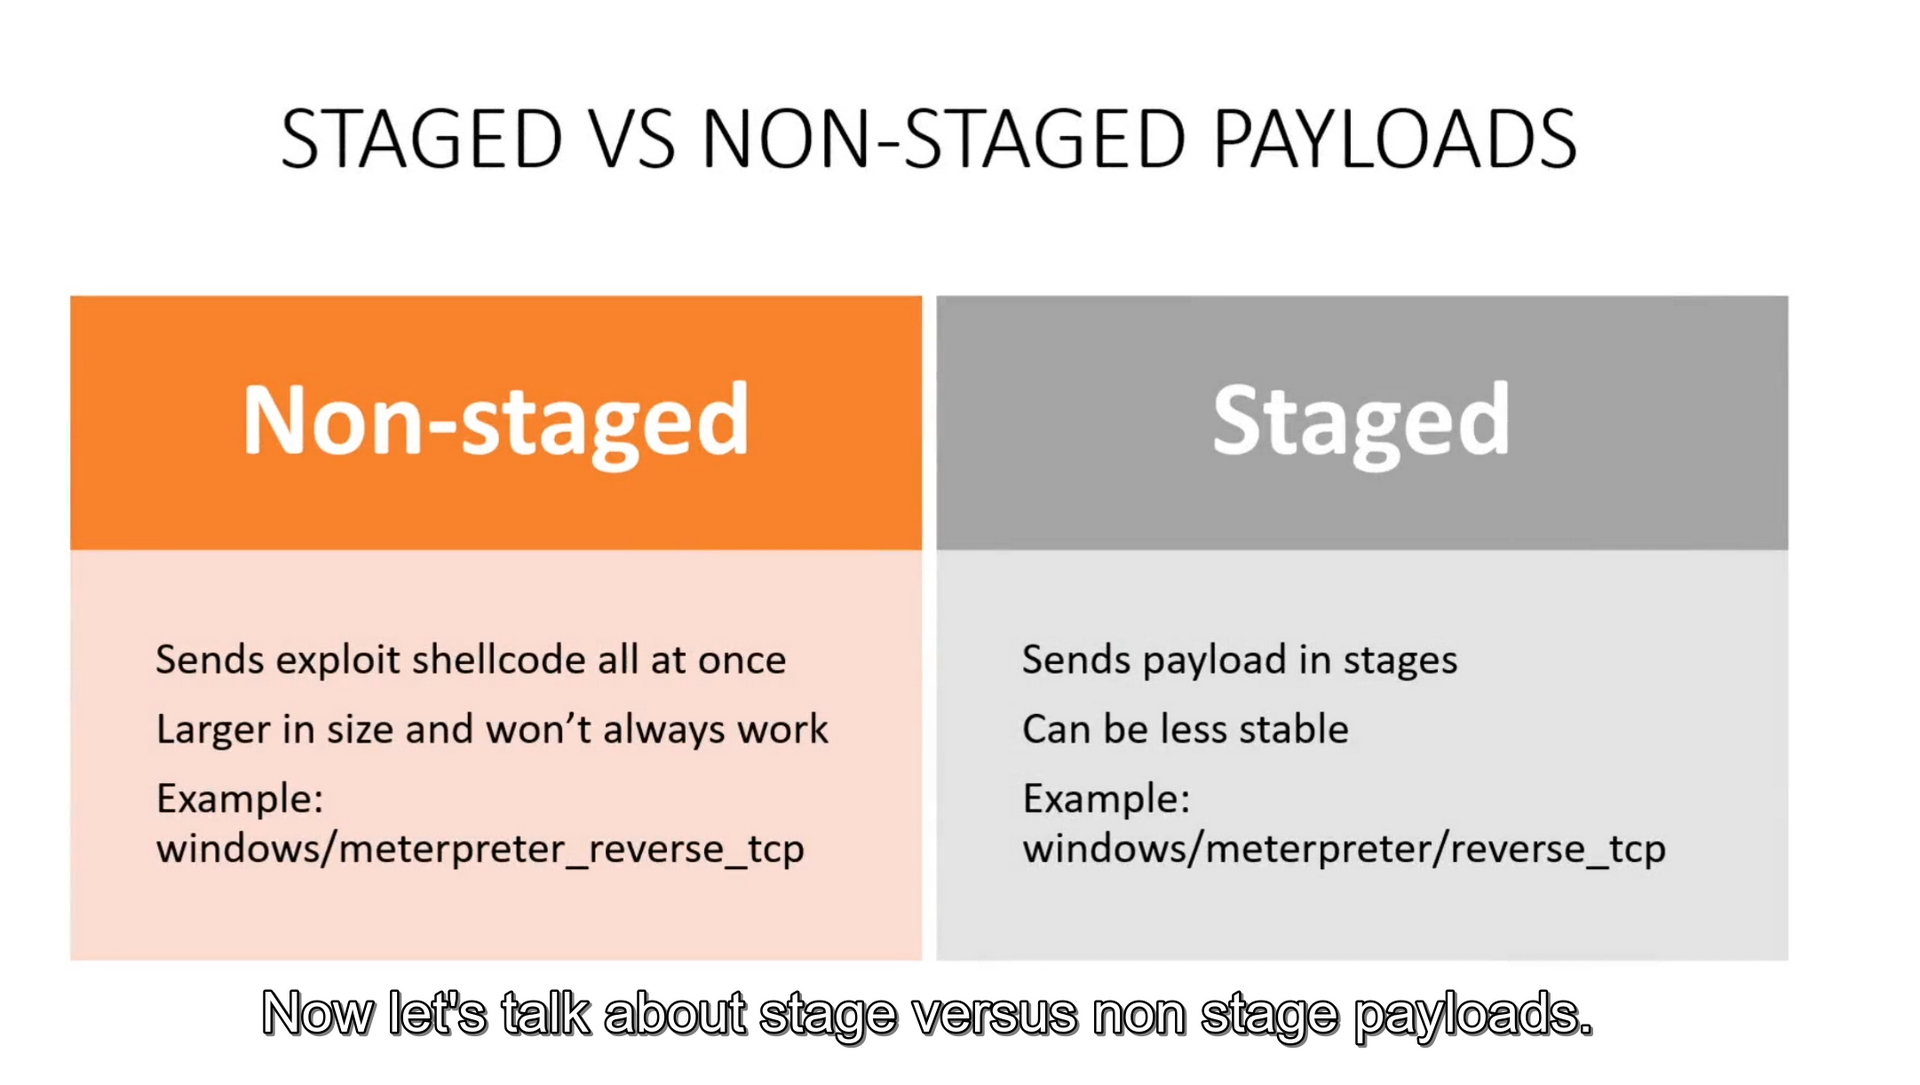 STAGED VS NON-STAGED PAYLOADS
Non-staged
Sends exploit shellcode all at once
Larger in size and won’t always work
Example:
windows/meterpreter_reverse_tcp
Staged
Sends payload in stages
Can be less stable
Example:
windows/meterpreter/reverse_tcp
Now let's talk about stage versus non stage payloads.